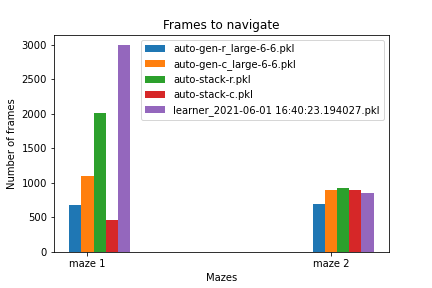 Frames to navigate
auto-gen-r_large-6-6.pkl
auto-gen-c_large-6-6.pkl
auto-stack-r.pkl
auto-stack-c.pkl
learner_2021-06-01 16:40:23.194027.pkl
Number of frames
3000
2500
2000
1500
1000
500
0
maze 1
maze 2
Mazes